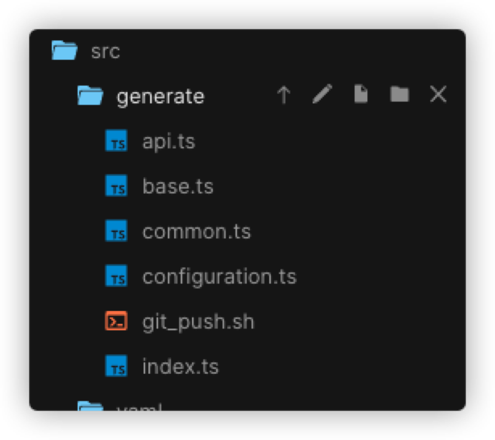 src
generate
api.ts
base.ts
common.ts
configuration.ts
git_push.sh
index.ts